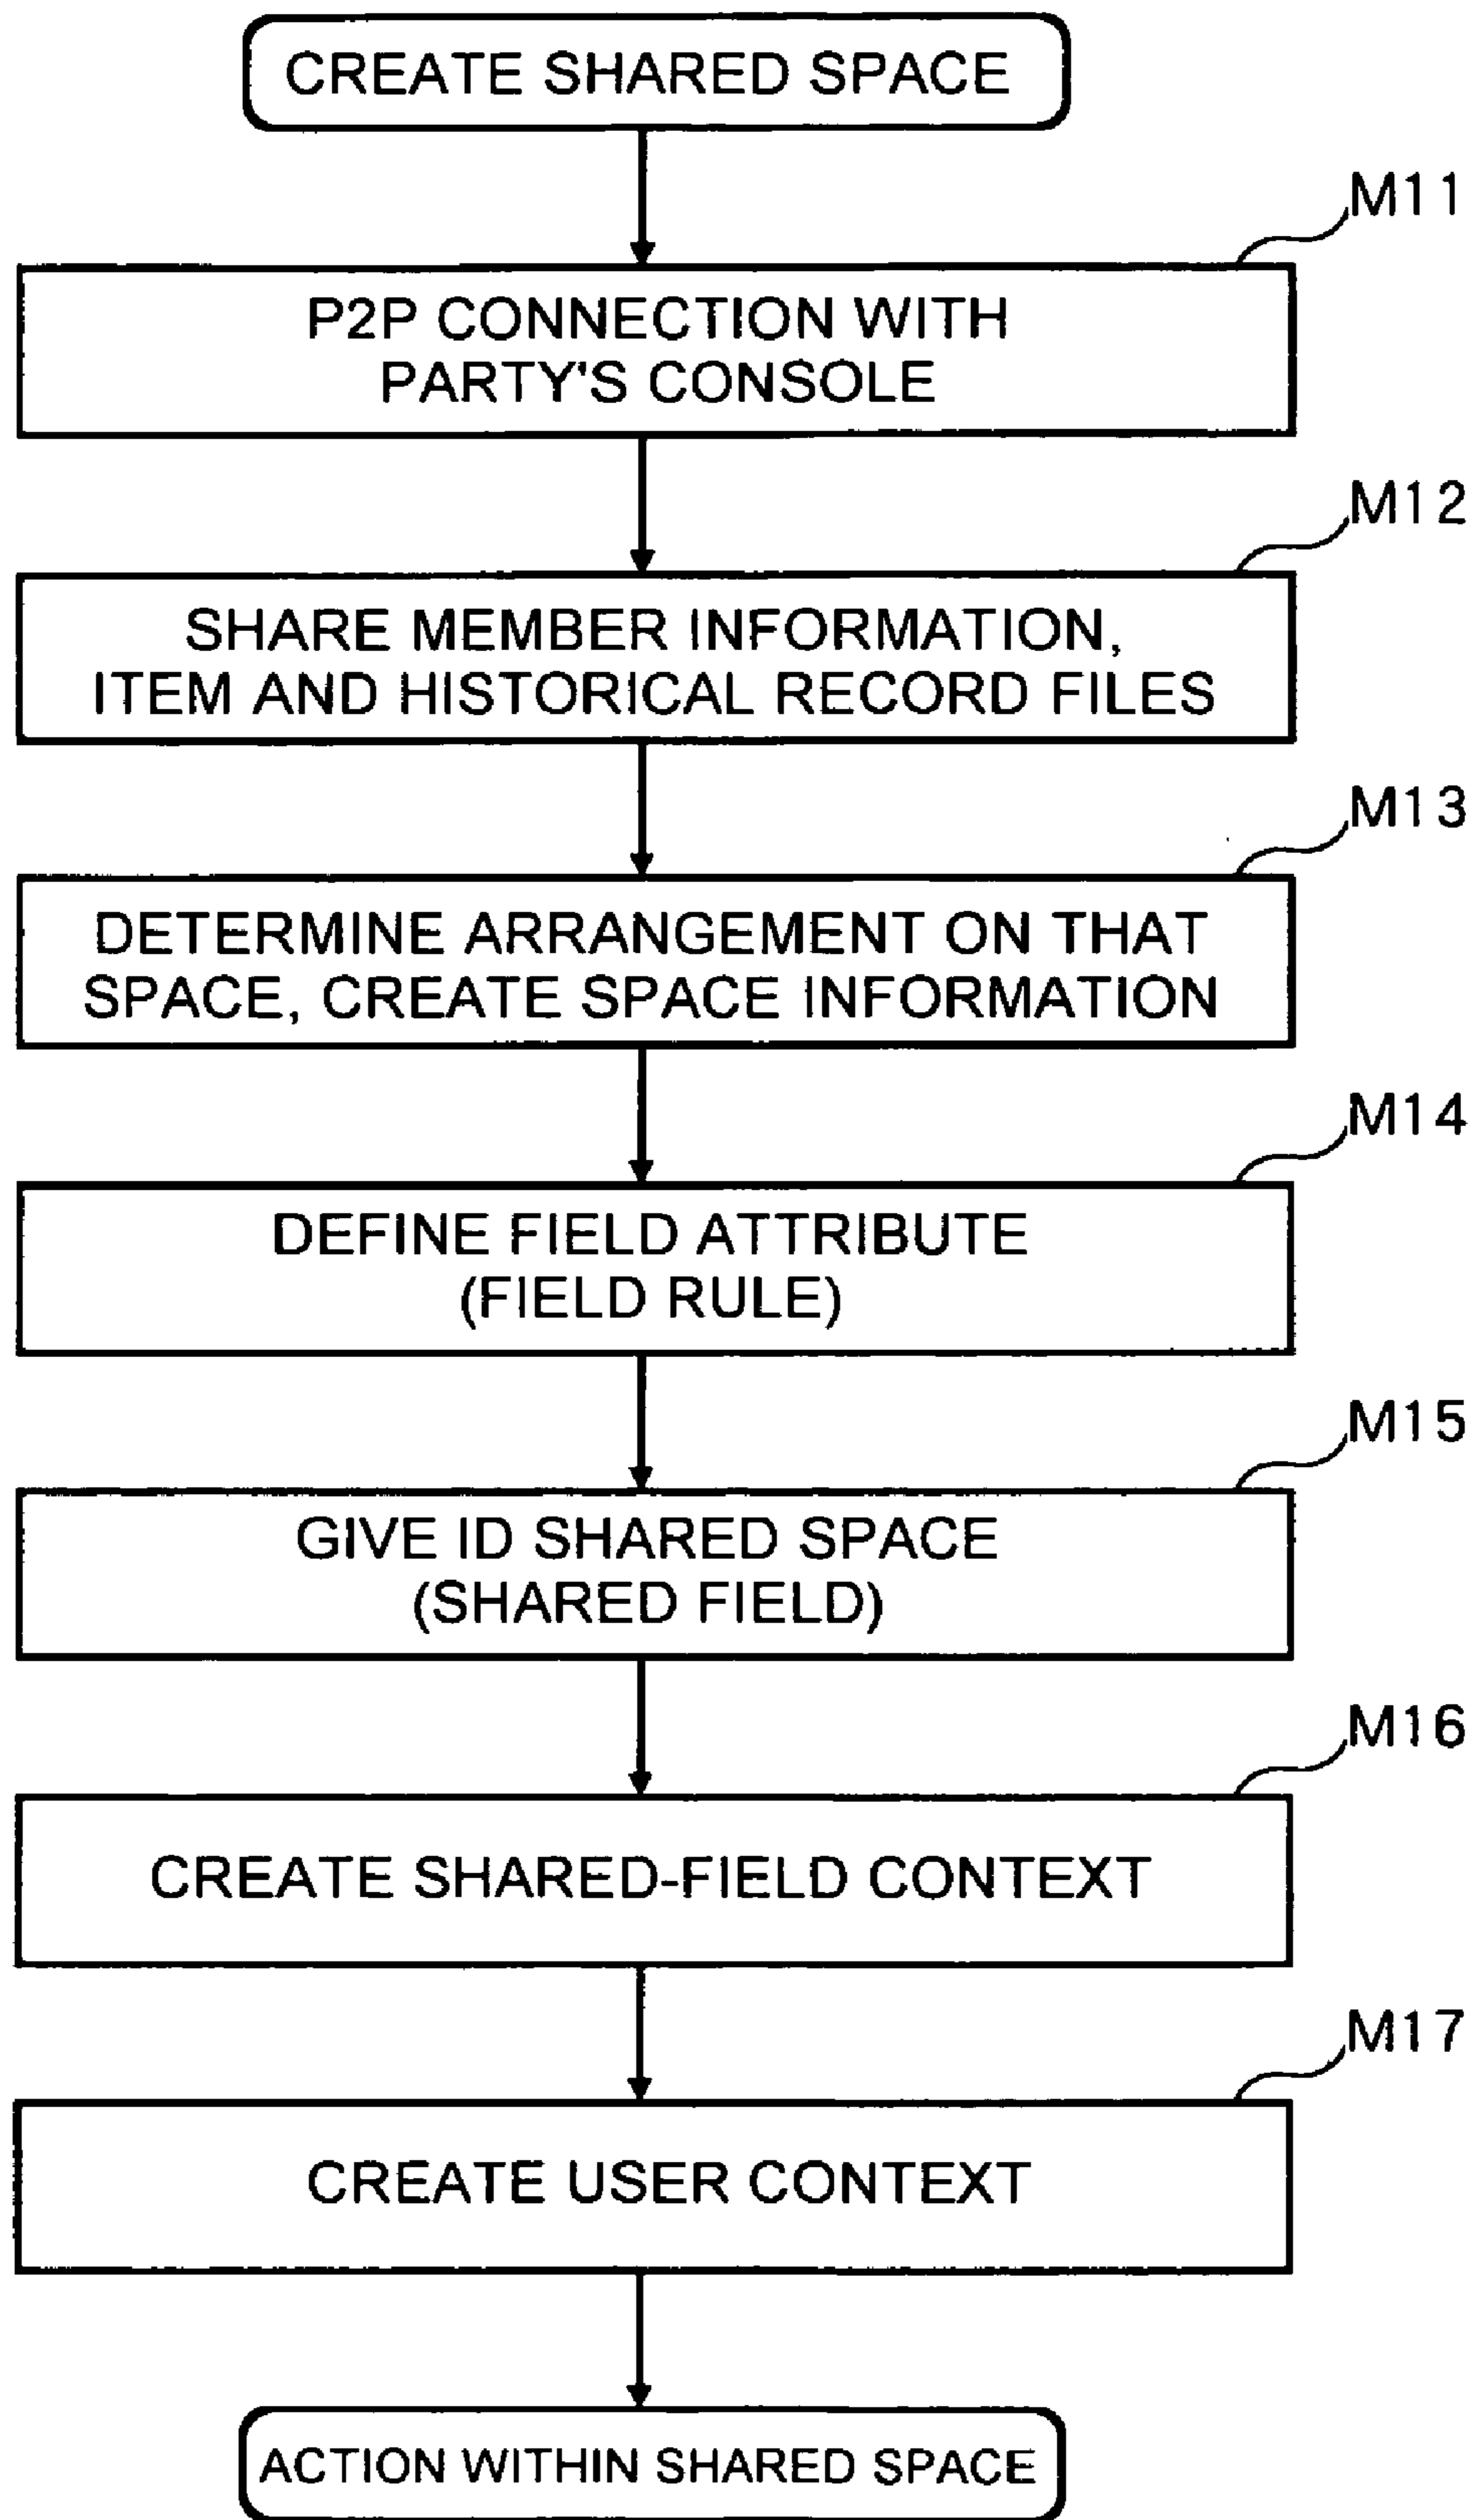 CREATE SHARED SPACE
M11
P2P CONNECTION WITH
PARTY'S CONSOLE
M12
SHARE MEMBER INFORMATION,
ITEM AND HISTORICAL RECORD FILES
M13
DETERMINE ARRANGEMENT ON THAT
SPACE, CREATE SPACE INFORMATION
M14
DEFINE FIELD ATTRIBUTE
(FIELD RULE)
M15
GIVE ID SHARED SPACE
(SHARED FIELD)
M16
CREATE SHARED-FIELD CONTEXT
M17
CREATE USER CONTEXT
ACTION WITHIN SHARED SPACE